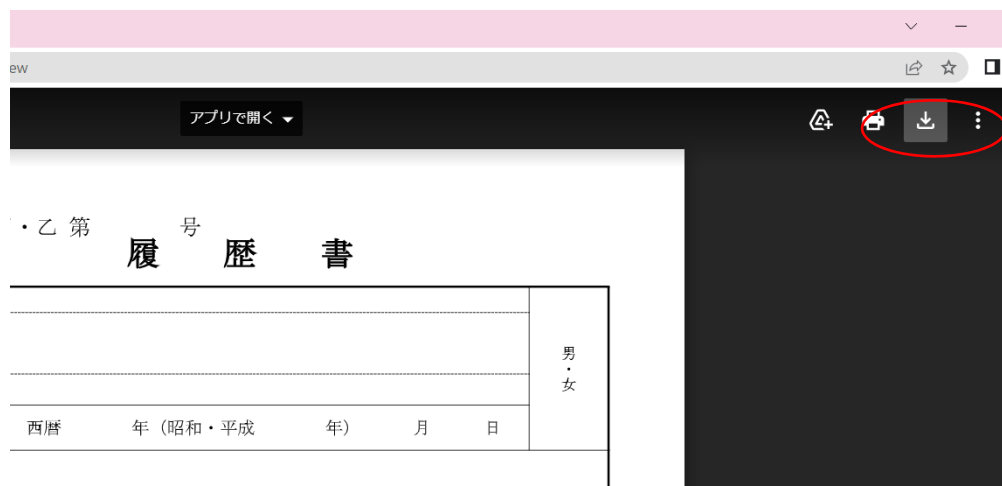 ew
アプリで開く
・乙 第 号
履 歴 書
男・女
西暦 年（昭和・平成 年） 月 日